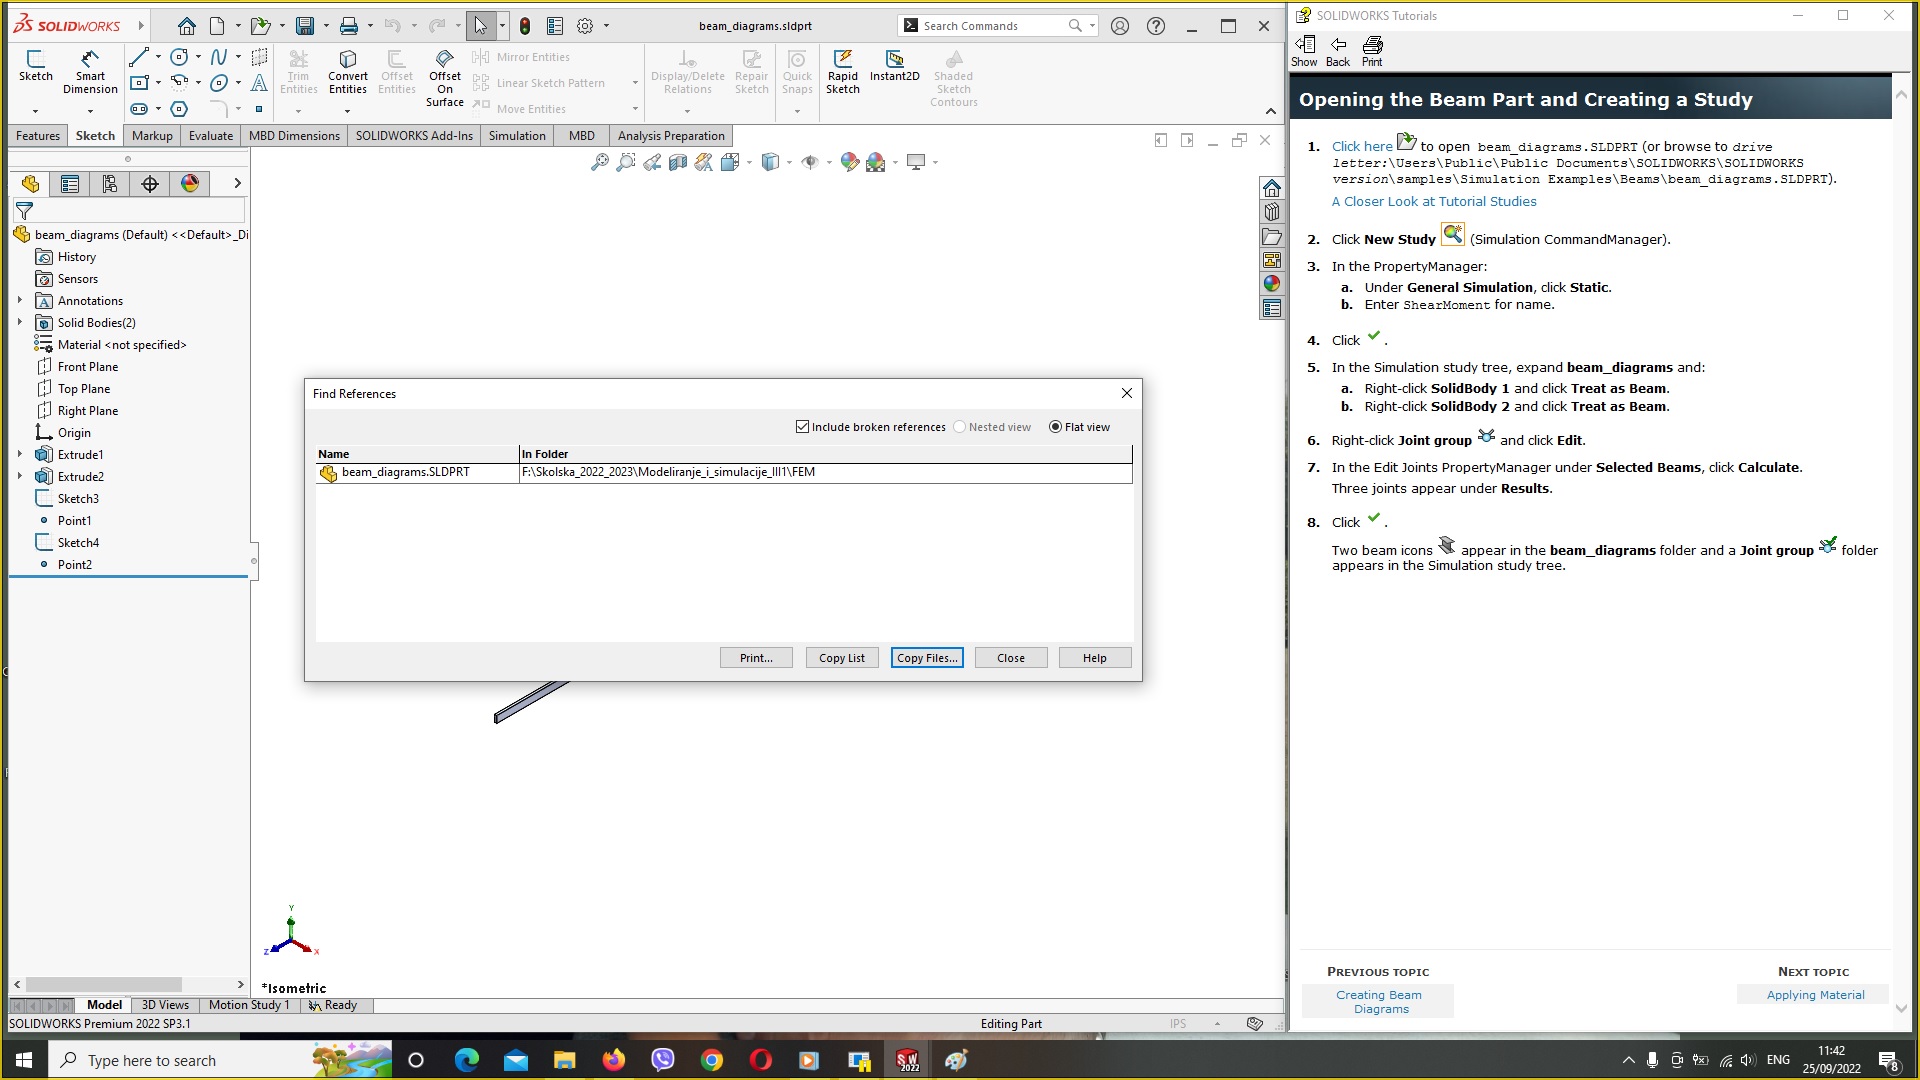 SOLIDWORKS
beam_diagrams.sldprt
Search Commands
Sketch
Smart Dimension
Trim Entities
Convert Entities
Offset Entities
Offset On Surface
Mirror Entities
Linear Sketch Pattern
Move Entities
Display/Delete Relations
Repair Sketch
Quick Snaps
Rapid Sketch
Instant2D
Shaded Sketch Contours
Features
Sketch
Markup
Evaluate
MBD Dimensions
SOLIDWORKS Add-Ins
Simulation
MBD
Analysis Preparation
beam_diagrams (Default) <<Default>_Di
History
Sensors
Annotations
Solid Bodies(2)
Material <not specified>
Front Plane
Top Plane
Right Plane
Origin
Extrude1
Extrude2
Sketch3
Point1
Sketch4
Point2
Find References
Include broken references
Nested view
Flat view
Name
In Folder
beam_diagrams.SLDPRT
F:\Skolska_2022_2023\Modeliranje_i_simulacije_III1\FEM
Print...
Copy List
Copy Files...
Close
Help
Y
Z
X
*Isometric
Model
3D Views
Motion Study 1
Ready
SOLIDWORKS Premium 2022 SP3.1
Editing Part
IPS
SOLIDWORKS Tutorials
Show
Back
Print
Opening the Beam Part and Creating a Study
1. Click here to open beam_diagrams.SLDPRT (or browse to drive
letter:\Users\Public\Public Documents\SOLIDWORKS\SOLIDWORKS
version\samples\Simulation Examples\Beams\beam_diagrams.SLDPRT).
A Closer Look at Tutorial Studies
2. Click New Study (Simulation CommandManager).
3. In the PropertyManager:
a. Under General Simulation, click Static.
b. Enter ShearMoment for name.
4. Click .
5. In the Simulation study tree, expand beam_diagrams and:
a. Right-click SolidBody 1 and click Treat as Beam.
b. Right-click SolidBody 2 and click Treat as Beam.
6. Right-click Joint group and click Edit.
7. In the Edit Joints PropertyManager under Selected Beams, click Calculate.
Three joints appear under Results.
8. Click .
Two beam icons appear in the beam_diagrams folder and a Joint group folder
appears in the Simulation study tree.
PREVIOUS TOPIC
Creating Beam
Diagrams
NEXT TOPIC
Applying Material
Type here to search
SW
2022
ENG
11:42
25/09/2022
8